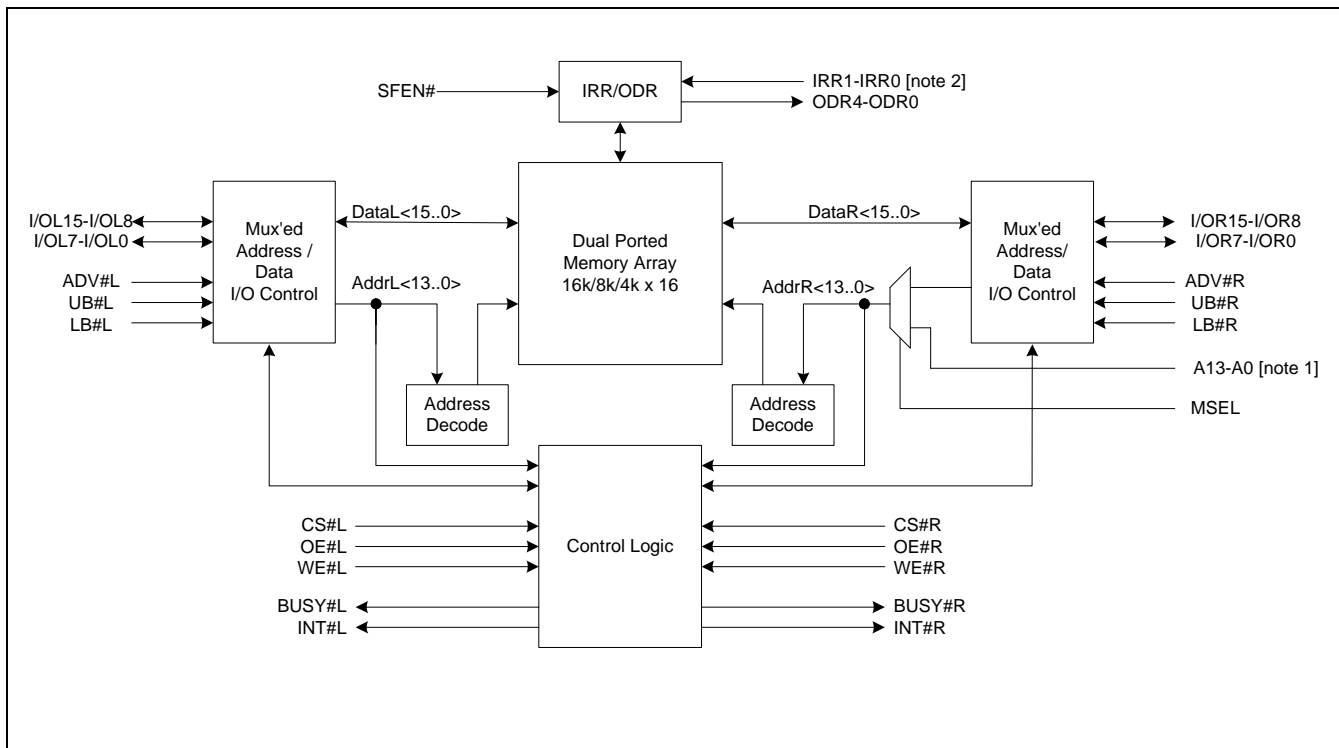 SFEN#
IRR/ODR
IRR1-IRR0 [note 2]
ODR4-ODR0
I/OL15-I/OL8
I/OL7-I/OL0
ADV#L
UB#L
LB#L
Mux'ed
Address /
Data
I/O Control
DataL<15..0>
AddrL<13..0>
Dual Ported
Memory Array
16k/8k/4k x 16
DataR<15..0>
AddrR<13..0>
Mux'ed
Address/
Data
I/O Control
I/OR15-I/OR8
I/OR7-I/OR0
ADV#R
UB#R
LB#R
A13-A0 [note 1]
MSEL
Address
Decode
Address
Decode
CS#L
OE#L
WE#L
BUSY#L
INT#L
Control Logic
CS#R
OE#R
WE#R
BUSY#R
INT#R